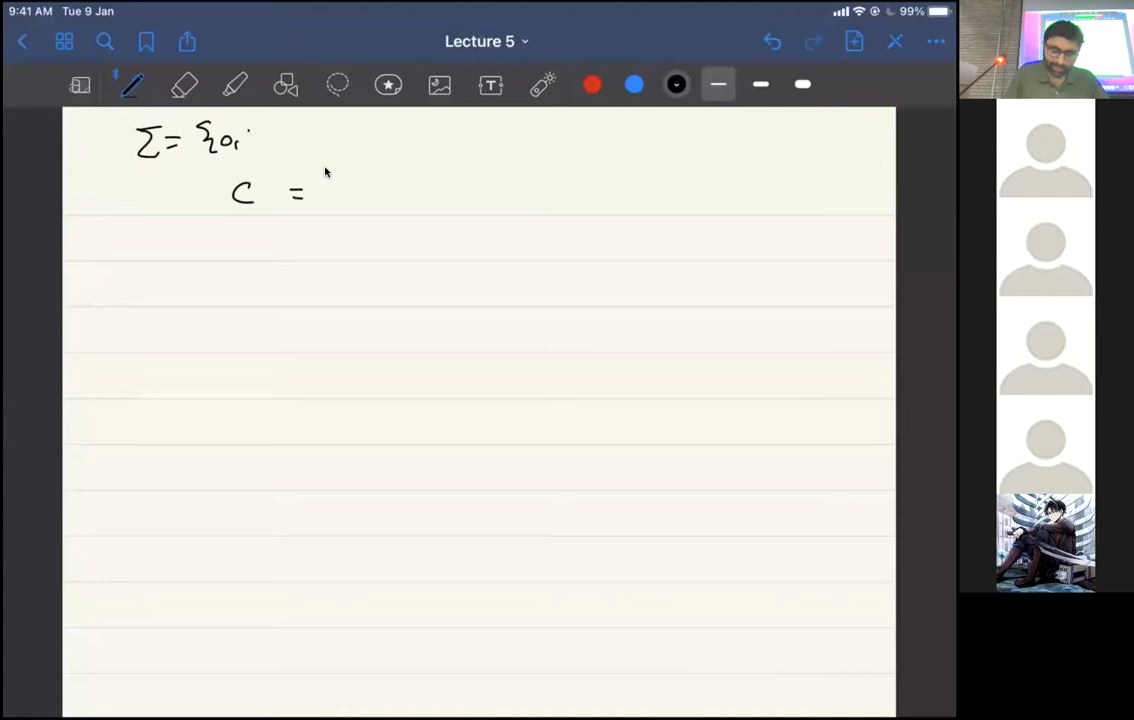 9:41 AM Tue 9 Jan
99%
Lecture 5
T
Σ = {0,
C =